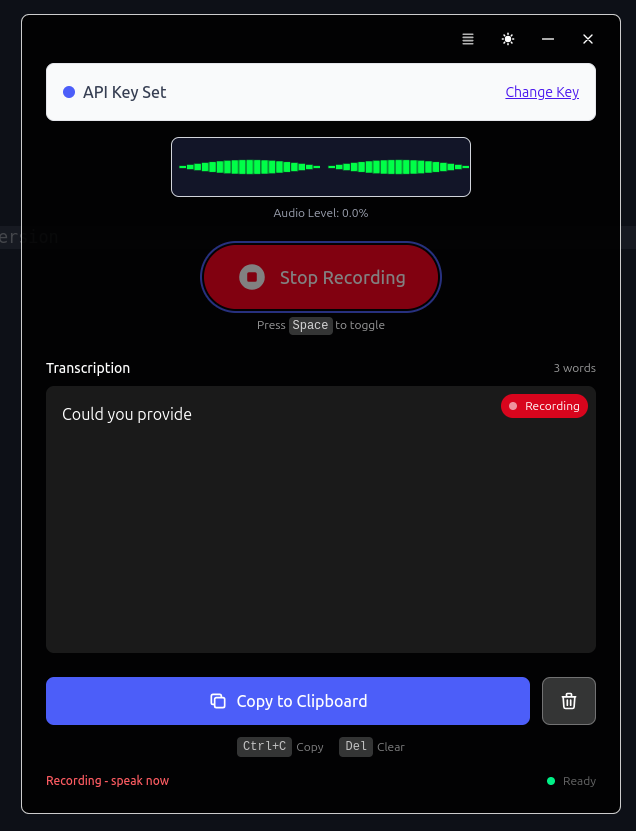 API Key Set
Change Key
Audio Level: 0.0%
ersion
Stop Recording
Press Space to toggle
Transcription
3 words
Recording
Could you provide
Copy to Clipboard
Ctrl+C Copy Del Clear
Recording - speak now
Ready